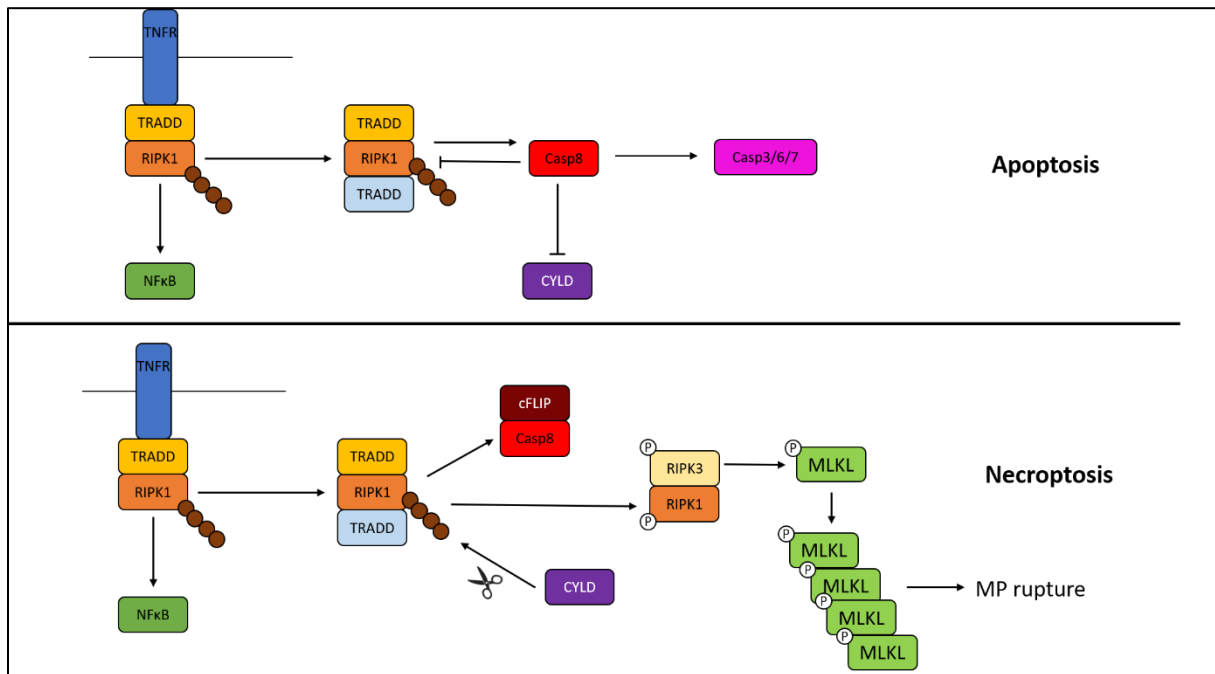 TNFR
TRADD
RIPK1
NFκB
TRADD
RIPK1
TRADD
Casp8
CYLD
Casp3/6/7
Apoptosis
TNFR
TRADD
RIPK1
NFκB
TRADD
RIPK1
TRADD
cFLIP
Casp8
CYLD
P
RIPK3
RIPK1
P
P
MLKL
P
MLKL
P
MLKL
P
MLKL
P
MLKL
MP rupture
Necroptosis